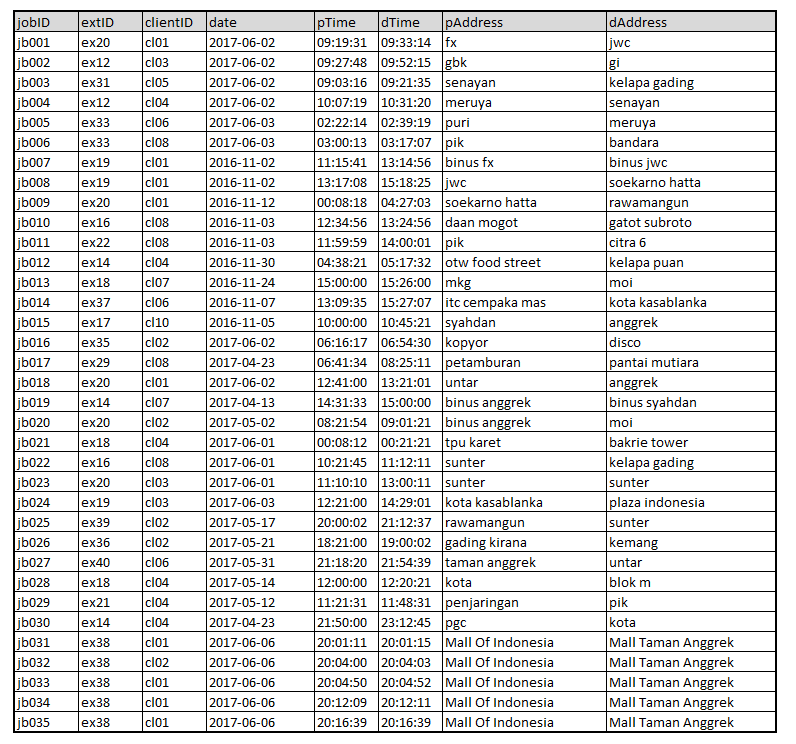 jobID extID clientID date pTime dTime pAddress dAddress
jb001 ex20 cl01 2017-06-02 09:19:31 09:33:14 fx jwc
jb002 ex12 cl03 2017-06-02 09:27:48 09:52:15 gbk gi
jb003 ex31 cl05 2017-06-02 09:03:16 09:21:35 senayan kelapa gading
jb004 ex12 cl04 2017-06-02 10:07:19 10:31:20 meruya senayan
jb005 ex33 cl06 2017-06-03 02:22:14 02:39:19 puri meruya
jb006 ex33 cl08 2017-06-03 03:00:13 03:17:07 pik bandara
jb007 ex19 cl01 2016-11-02 11:15:41 13:14:56 binus fx binus jwc
jb008 ex19 cl01 2016-11-02 13:17:08 15:18:25 jwc soekarno hatta
jb009 ex20 cl01 2016-11-12 00:08:18 04:27:03 soekarno hatta rawamangun
jb010 ex16 cl08 2016-11-03 12:34:56 13:24:56 daan mogot gatot subroto
jb011 ex22 cl08 2016-11-03 11:59:59 14:00:01 pik citra 6
jb012 ex14 cl04 2016-11-30 04:38:21 05:17:32 otw food street kelapa puan
jb013 ex18 cl07 2016-11-24 15:00:00 15:26:00 mkg moi
jb014 ex37 cl06 2016-11-07 13:09:35 15:27:07 itc cempaka mas kota kasablanka
jb015 ex17 cl10 2016-11-05 10:00:00 10:45:21 syahdan anggrek
jb016 ex35 cl02 2017-06-02 06:16:17 06:54:30 kopyor disco
jb017 ex29 cl08 2017-04-23 06:41:34 08:25:11 petamburan pantai mutiara
jb018 ex20 cl01 2017-06-02 12:41:00 13:21:01 untar anggrek
jb019 ex14 cl07 2017-04-13 14:31:33 15:00:00 binus anggrek binus syahdan
jb020 ex20 cl02 2017-05-02 08:21:54 09:01:21 binus anggrek moi
jb021 ex18 cl04 2017-06-01 00:08:12 00:21:21 tpu karet bakrie tower
jb022 ex16 cl08 2017-06-01 10:21:45 11:12:11 sunter kelapa gading
jb023 ex20 cl03 2017-06-01 11:10:10 13:00:11 sunter sunter
jb024 ex19 cl03 2017-06-03 12:21:00 14:29:01 kota kasablanka plaza indonesia
jb025 ex39 cl02 2017-05-17 20:00:02 21:12:37 rawamangun sunter
jb026 ex36 cl02 2017-05-21 18:21:00 19:00:02 gading kirana kemang
jb027 ex40 cl06 2017-05-31 21:18:20 21:54:39 taman anggrek untar
jb028 ex18 cl04 2017-05-14 12:00:00 12:20:21 kota blok m
jb029 ex21 cl04 2017-05-12 11:21:31 11:48:31 penjaringan pik
jb030 ex14 cl04 2017-04-23 21:50:00 23:12:45 pgc kota
jb031 ex38 cl01 2017-06-06 20:01:11 20:01:15 Mall Of Indonesia Mall Taman Anggrek
jb032 ex38 cl02 2017-06-06 20:04:00 20:04:03 Mall Of Indonesia Mall Taman Anggrek
jb033 ex38 cl01 2017-06-06 20:04:50 20:04:52 Mall Of Indonesia Mall Taman Anggrek
jb034 ex38 cl01 2017-06-06 20:12:09 20:12:11 Mall Of Indonesia Mall Taman Anggrek
jb035 ex38 cl01 2017-06-06 20:16:39 20:16:39 Mall Of Indonesia Mall Taman Anggrek